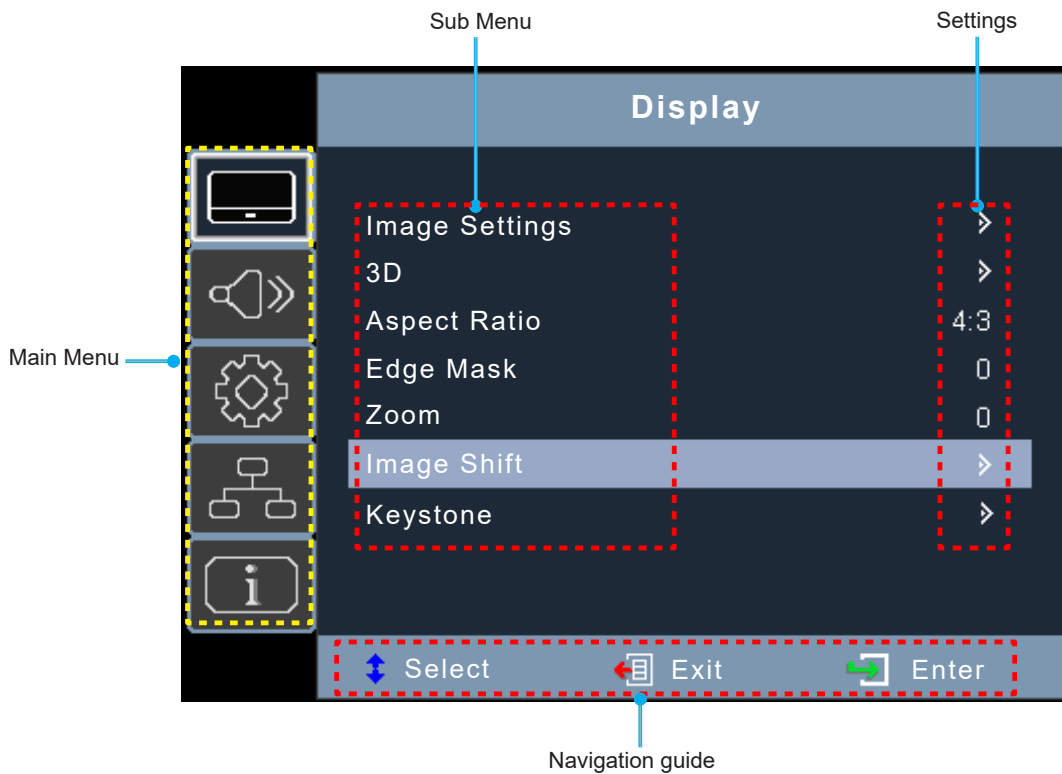 Sub Menu Settings
Display
Image Settings
3D
Aspect Ratio 4:3
Edge Mask 0
Main Menu
Zoom 0
Image Shift
Keystone
i
Select Exit Enter
Navigation guide